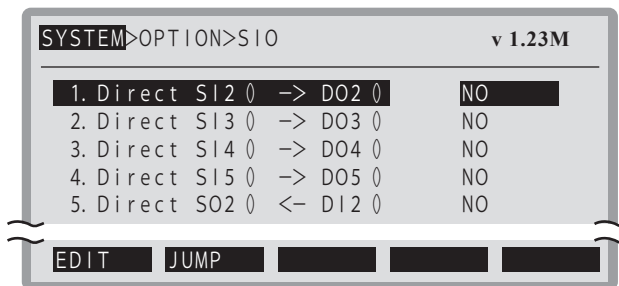 SYSTEM>OPTION>SIO v 1.23M
1. Direct SI2() -> DO2() NO
2. Direct SI3() -> DO3() NO
3. Direct SI4() -> DO4() NO
4. Direct SI5() -> DO5() NO
5. Direct SO2() <- DI2() NO
EDIT JUMP